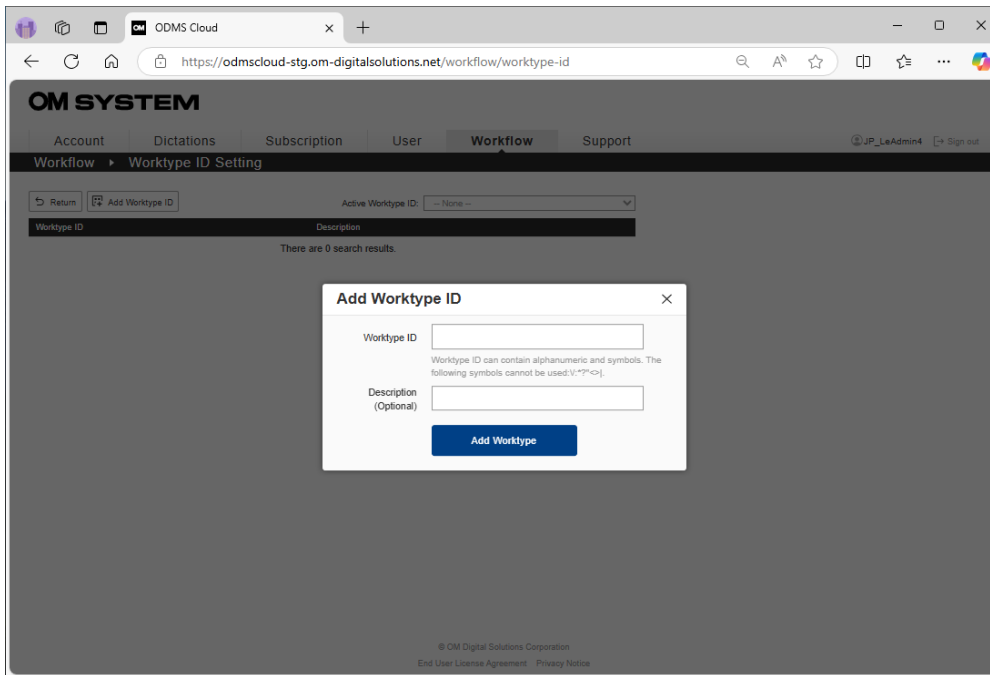 OM ODMS Cloud
https://odmscloud-stg.om-digitalsolutions.net/workflow/worktype-id
OM SYSTEM
Account Dictations Subscription User Workflow Support JP_LeAdmin4 Sign out
Workflow Worktype ID Setting
Return Add Worktype ID Active Worktype ID: -- None --
Worktype ID Description
There are 0 search results.
Add Worktype ID
Worktype ID
Worktype ID can contain alphanumeric and symbols. The
following symbols cannot be used:\/:*?"<>|.
Description
(Optional)
Add Worktype
© OM Digital Solutions Corporation
End User License Agreement Privacy Notice